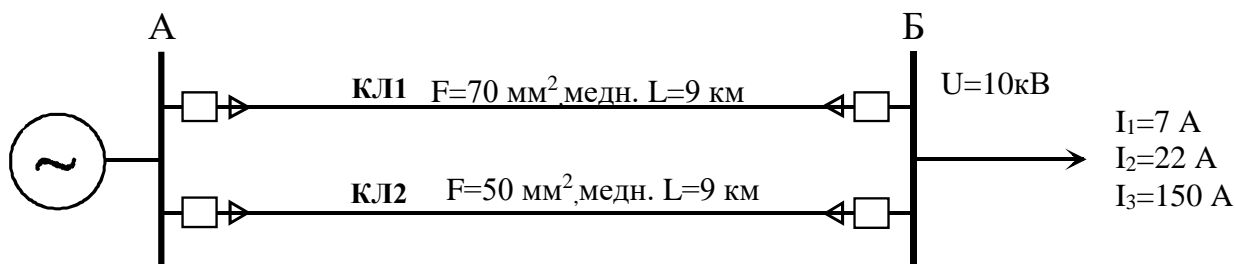 А
Б
КЛ1 F=70 мм²,медн. L=9 км
U=10кВ
I₁=7 А
I₂=22 А
I₃=150 А
КЛ2 F=50 мм²,медн. L=9 км
~